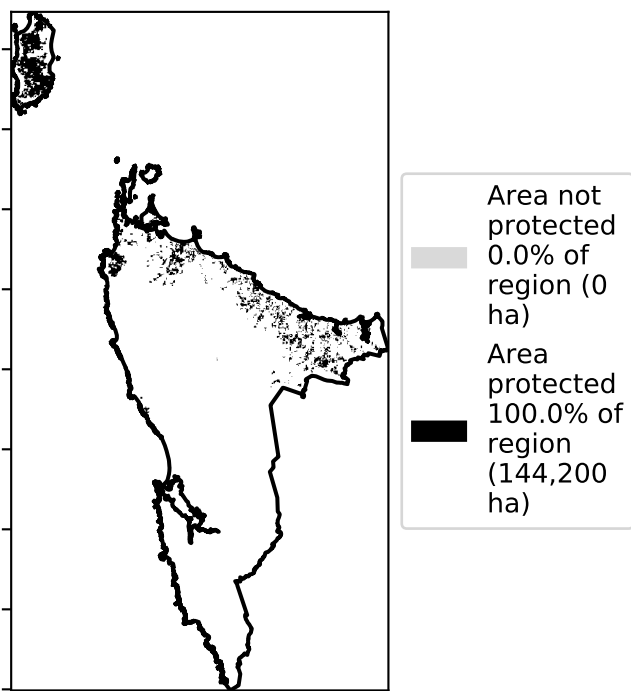 Area not
protected
0.0% of
region (0
ha)
Area
protected
100.0% of
region
(144,200
ha)